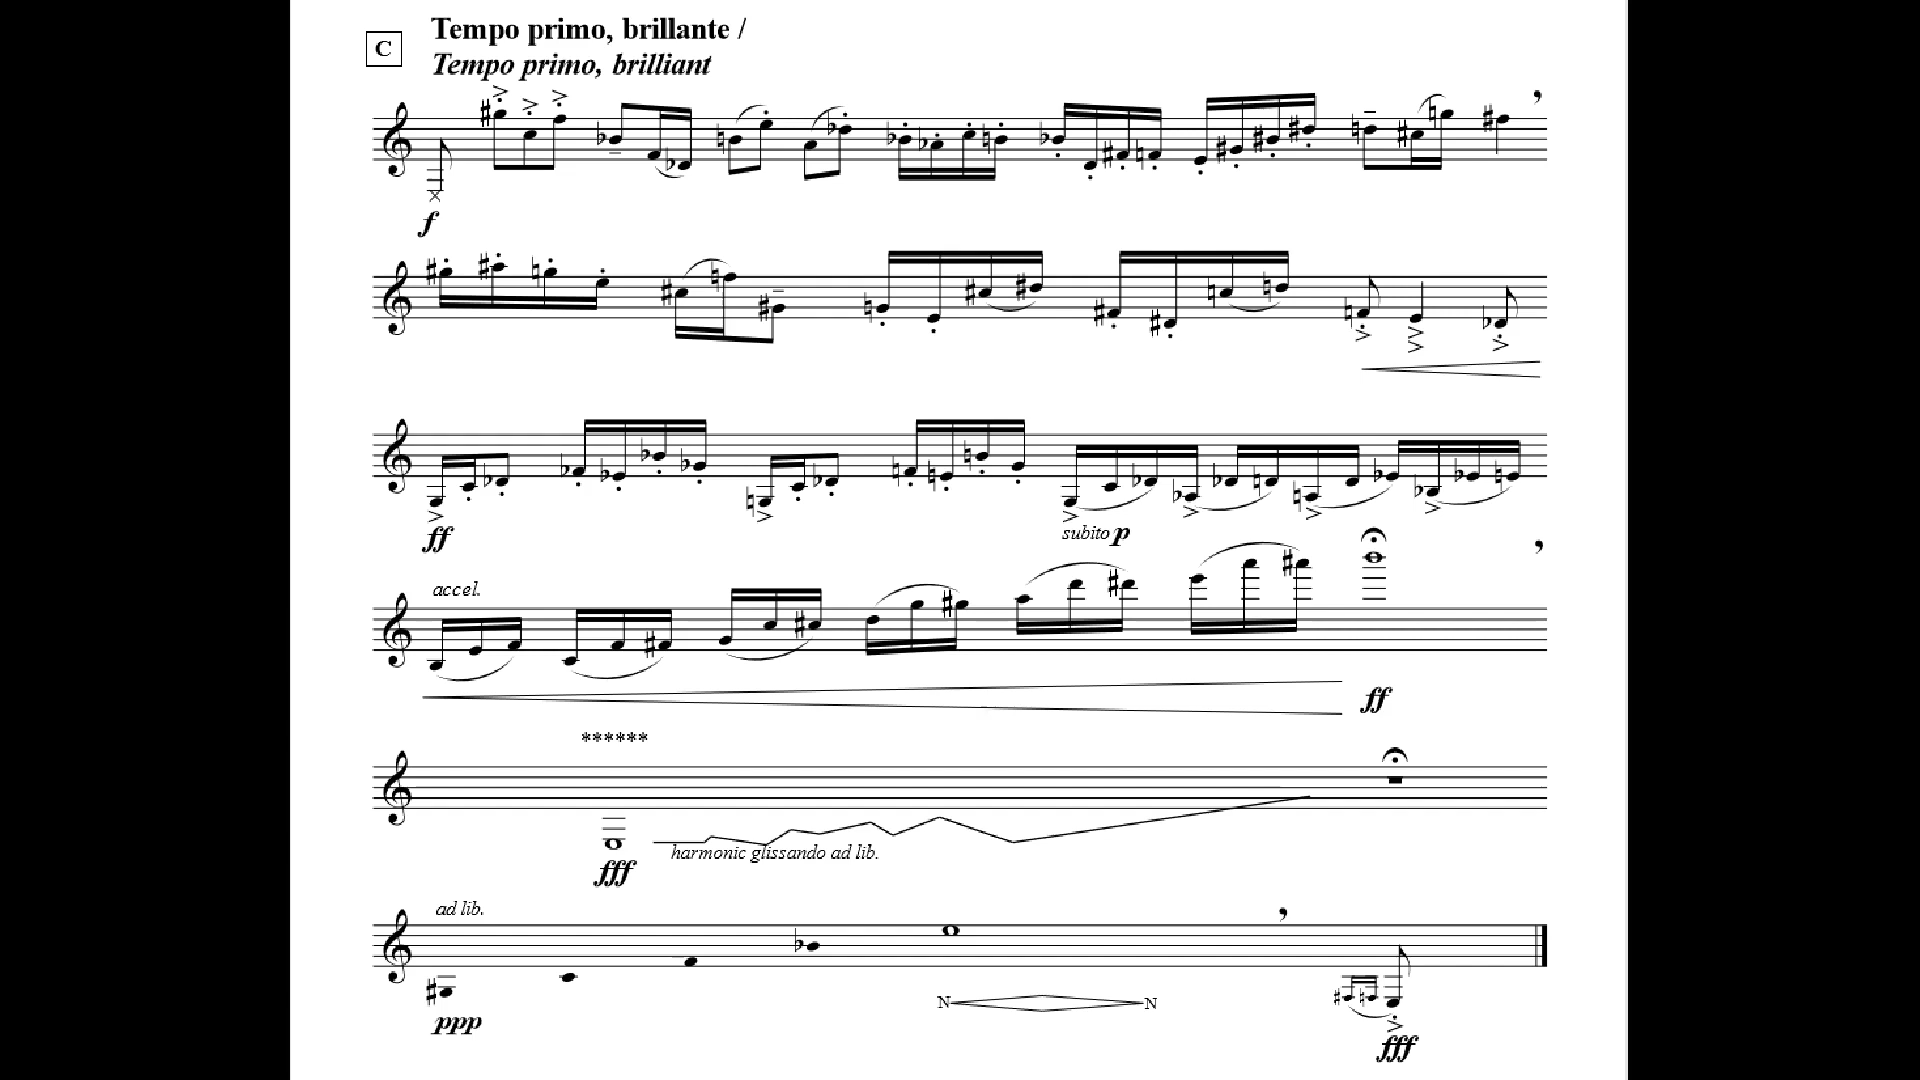 C
Tempo primo, brillante /
Tempo primo, brilliant
f
ff
subito p
accel.
ff
******
harmonic glissando ad lib.
fff
ad lib.
N N
ppp
fff